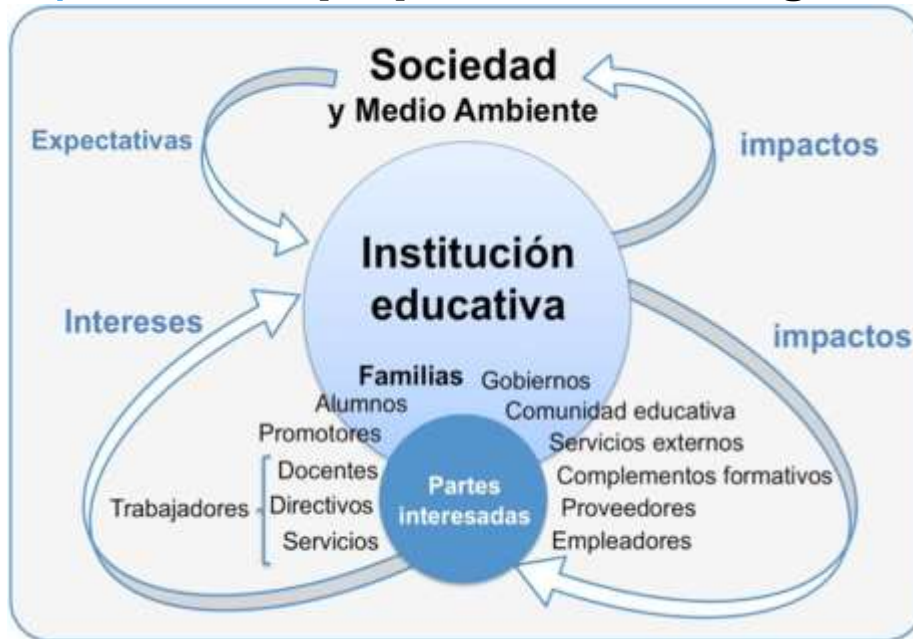 Sociedad
y Medio Ambiente
Expectativas
impactos
Institución
educativa
Intereses
impactos
Familias
Gobiernos
Alumnos
Comunidad educativa
Promotores
Servicios externos
Docentes
Complementos formativos
Partes
interesadas
Trabajadores
Directivos
Proveedores
Servicios
Empleadores